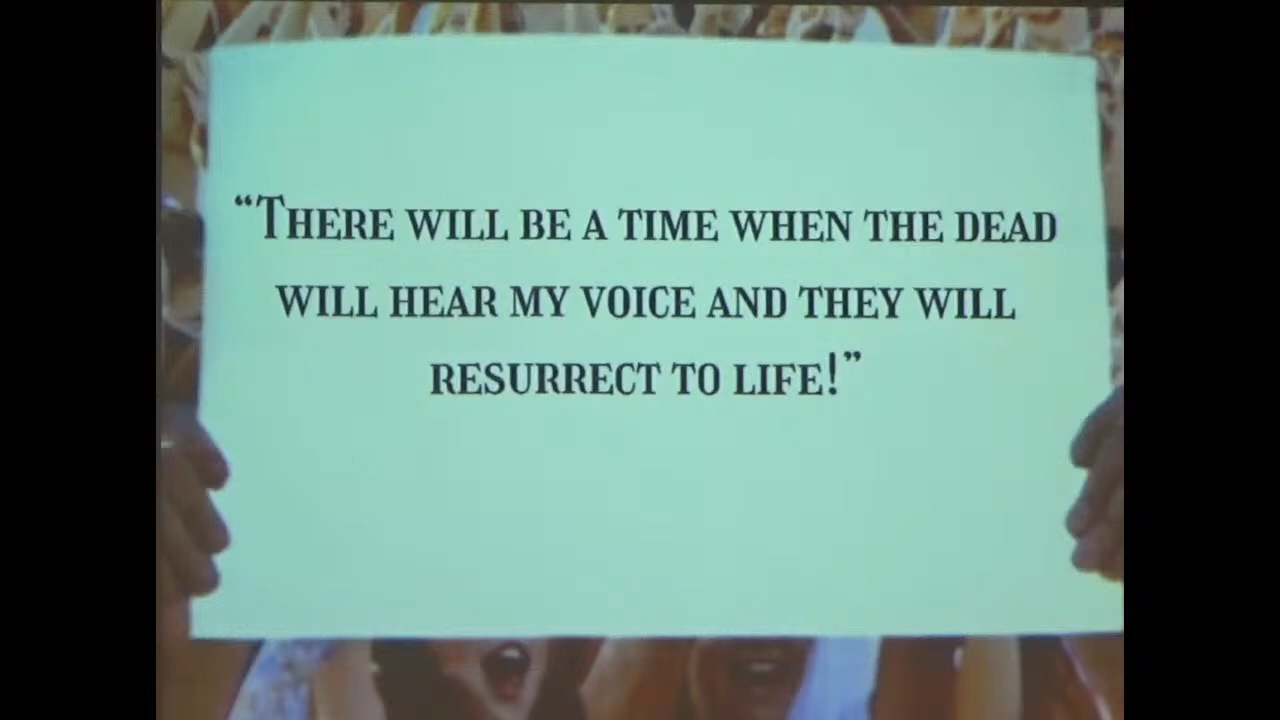 “There will be a time when the dead
will hear my voice and they will
resurrect to life!”